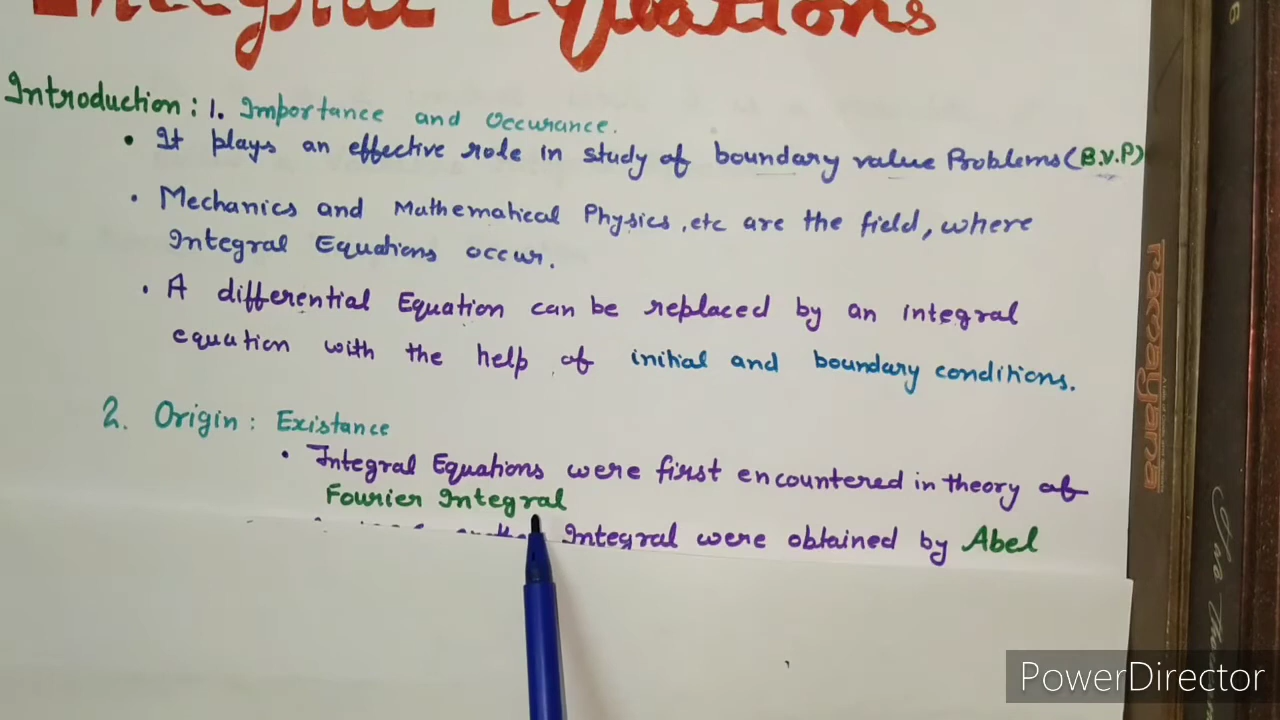 Integral Equations
Introduction: 1. Importance and Occurance.
• It plays an effective role in study of boundary value Problems (B.V.P)
• Mechanics and Mathematical Physics, etc are the field, where
Integral Equations occur.
• A differential Equation can be replaced by an integral
equation with the help of initial and boundary conditions.
2. Origin: Existance
• Integral Equations were first encountered in theory of
Fourier Integral
Integral were obtained by Abel
ramayana
PowerDirector